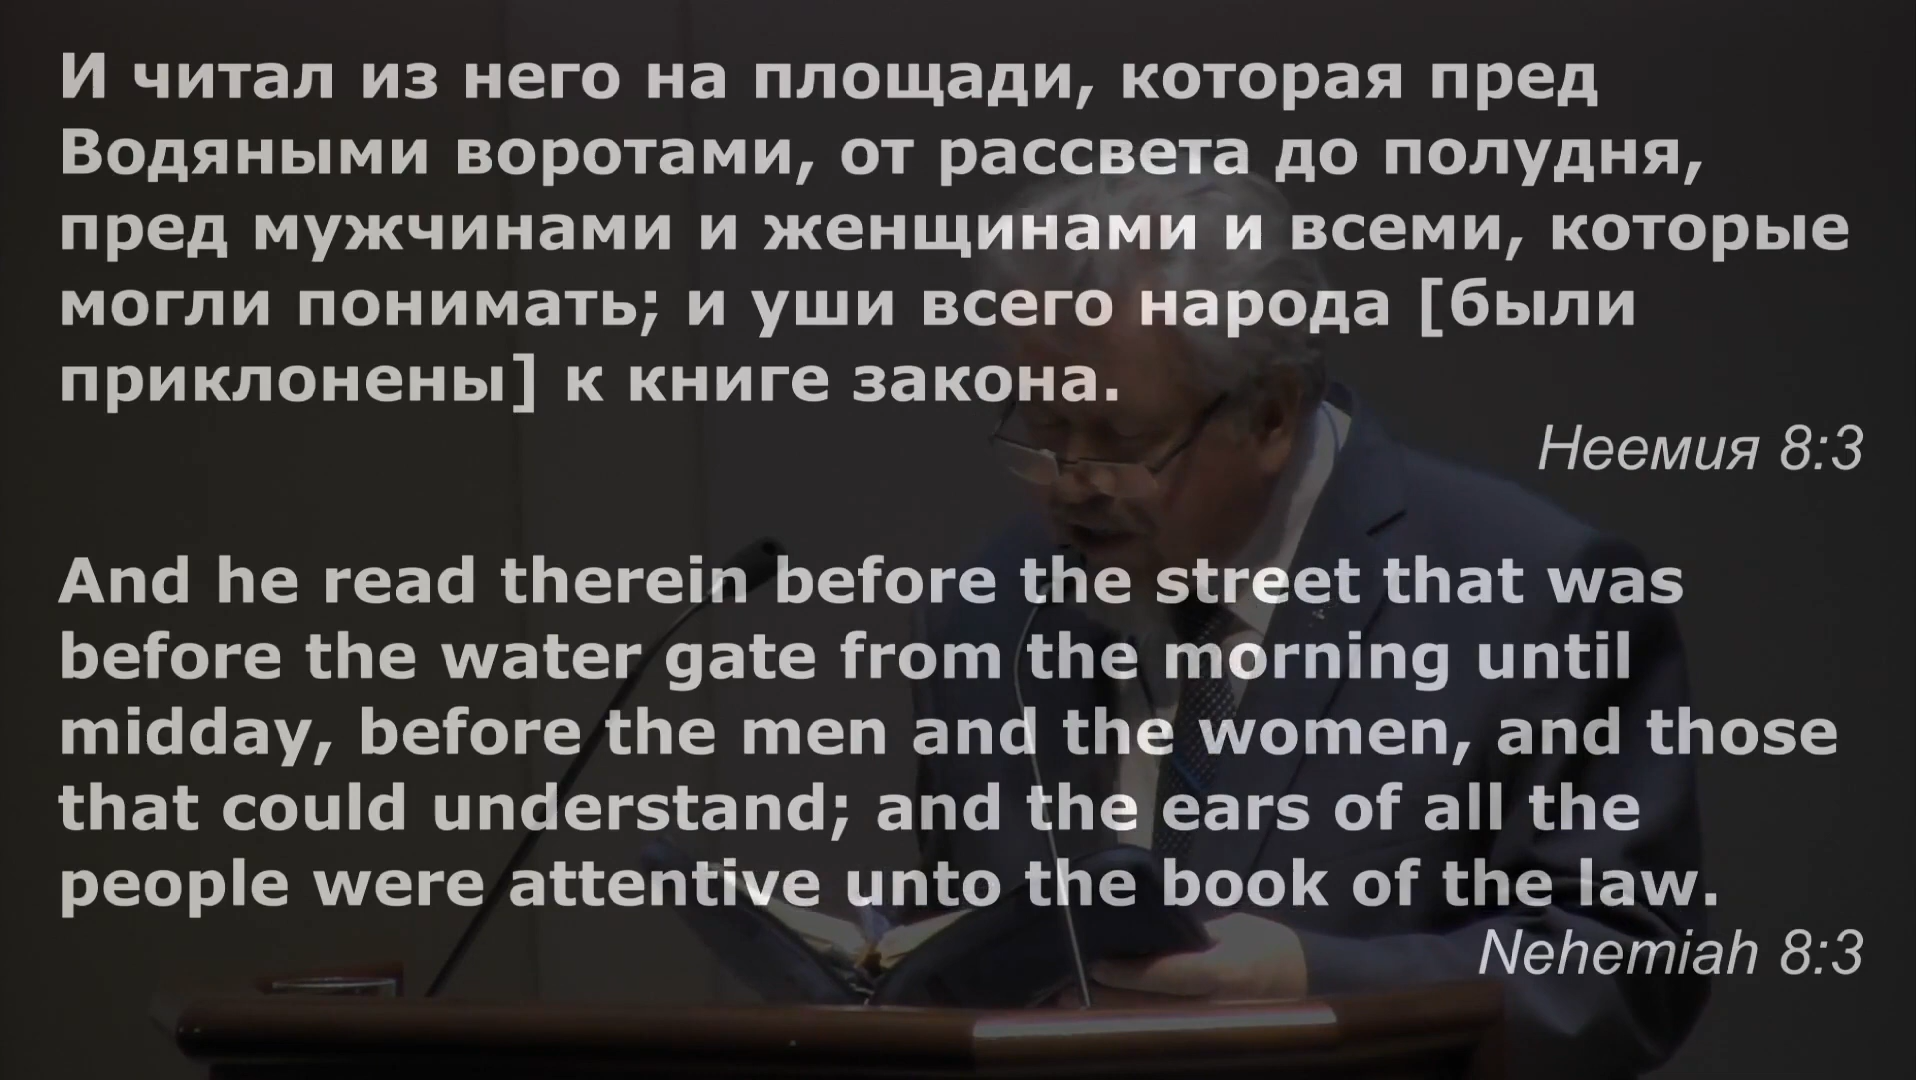 И читал из него на площади, которая пред
Водяными воротами, от рассвета до полудня,
пред мужчинами и женщинами и всеми, которые
могли понимать; и уши всего народа [были
приклонены] к книге закона.
Неемия 8:3
And he read therein before the street that was
before the water gate from the morning until
midday, before the men and the women, and those
that could understand; and the ears of all the
people were attentive unto the book of the law.
Nehemiah 8:3